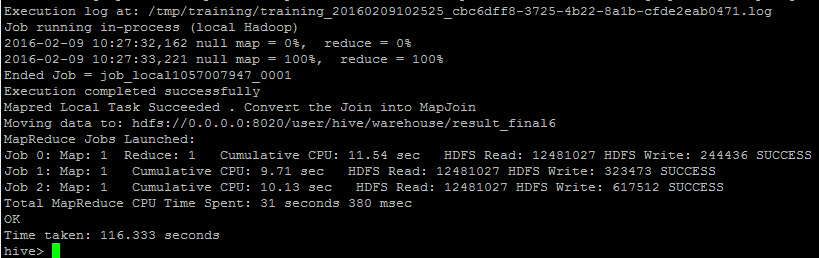 Execution log at: /tmp/training/training_20160209102525_cbc6dff8-3725-4b22-8a1b-cfde2eab0471.log
Job running in-process (local Hadoop)
2016-02-09 10:27:32,162 null map = 0%,  reduce = 0%
2016-02-09 10:27:33,221 null map = 100%,  reduce = 100%
Ended Job = job_local1057007947_0001
Execution completed successfully
Mapred Local Task Succeeded . Convert the Join into MapJoin
Moving data to: hdfs://0.0.0.0:8020/user/hive/warehouse/result_final6
MapReduce Jobs Launched:
Job 0: Map: 1  Reduce: 1   Cumulative CPU: 11.54 sec   HDFS Read: 12481027 HDFS Write: 244436 SUCCESS
Job 1: Map: 1   Cumulative CPU: 9.71 sec   HDFS Read: 12481027 HDFS Write: 323473 SUCCESS
Job 2: Map: 1   Cumulative CPU: 10.13 sec   HDFS Read: 12481027 HDFS Write: 617512 SUCCESS
Total MapReduce CPU Time Spent: 31 seconds 380 msec
OK
Time taken: 116.333 seconds
hive>